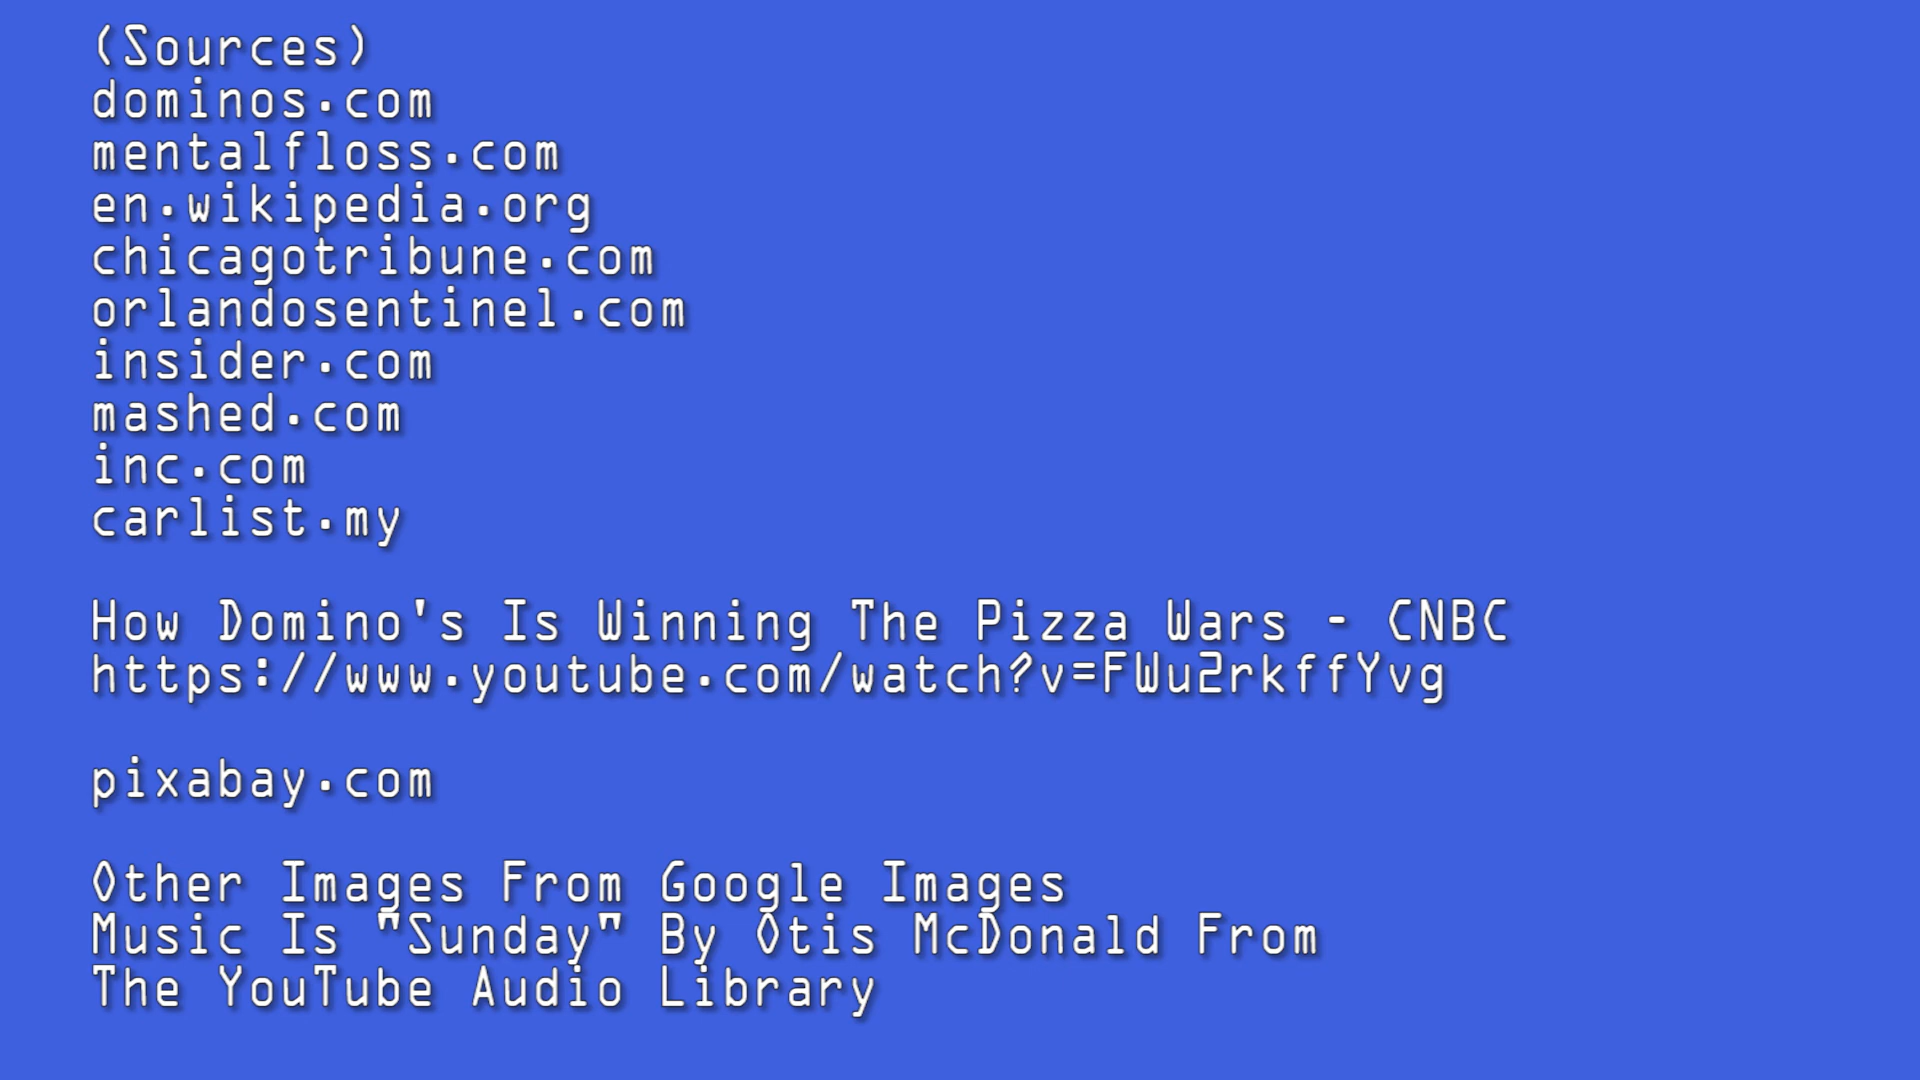 (Sources)
dominos.com
mentalfloss.com
en.wikipedia.org
chicagotribune.com
orlandosentinel.com
insider.com
mashed.com
inc.com
carlist.my
How Domino's Is Winning The Pizza Wars - CNBC
https://www.youtube.com/watch?v=FWu2rkffYvg
pixabay.com
Other Images From Google Images
Music Is "Sunday" By Otis McDonald From
The YouTube Audio Library